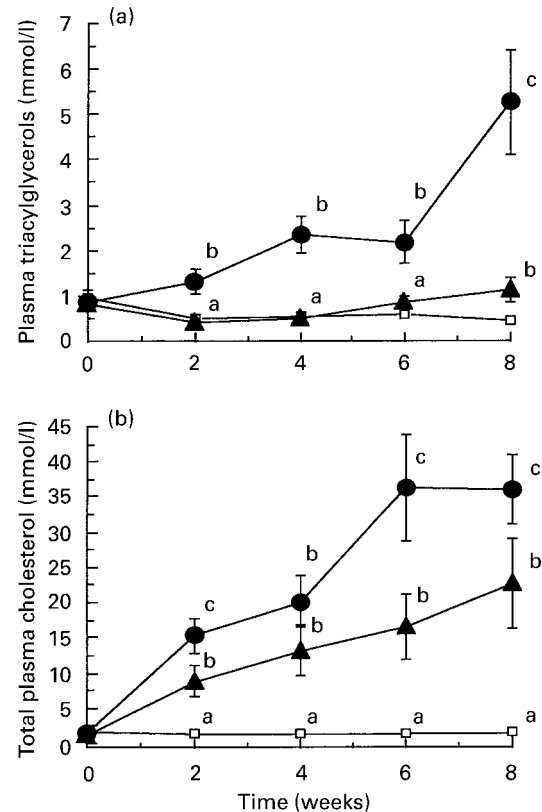 (a)
Plasma triacylglycerols (mmol/l)
7
6
5
4
3
2
1
0
b
b
b
c
a
a
a
b
0 2 4 6 8
(b)
Total plasma cholesterol (mmol/l)
45
40
35
30
25
20
15
10
5
0
c
b
c
c
b
b
b
b
a
a
a
a
0 2 4 6 8
Time (weeks)